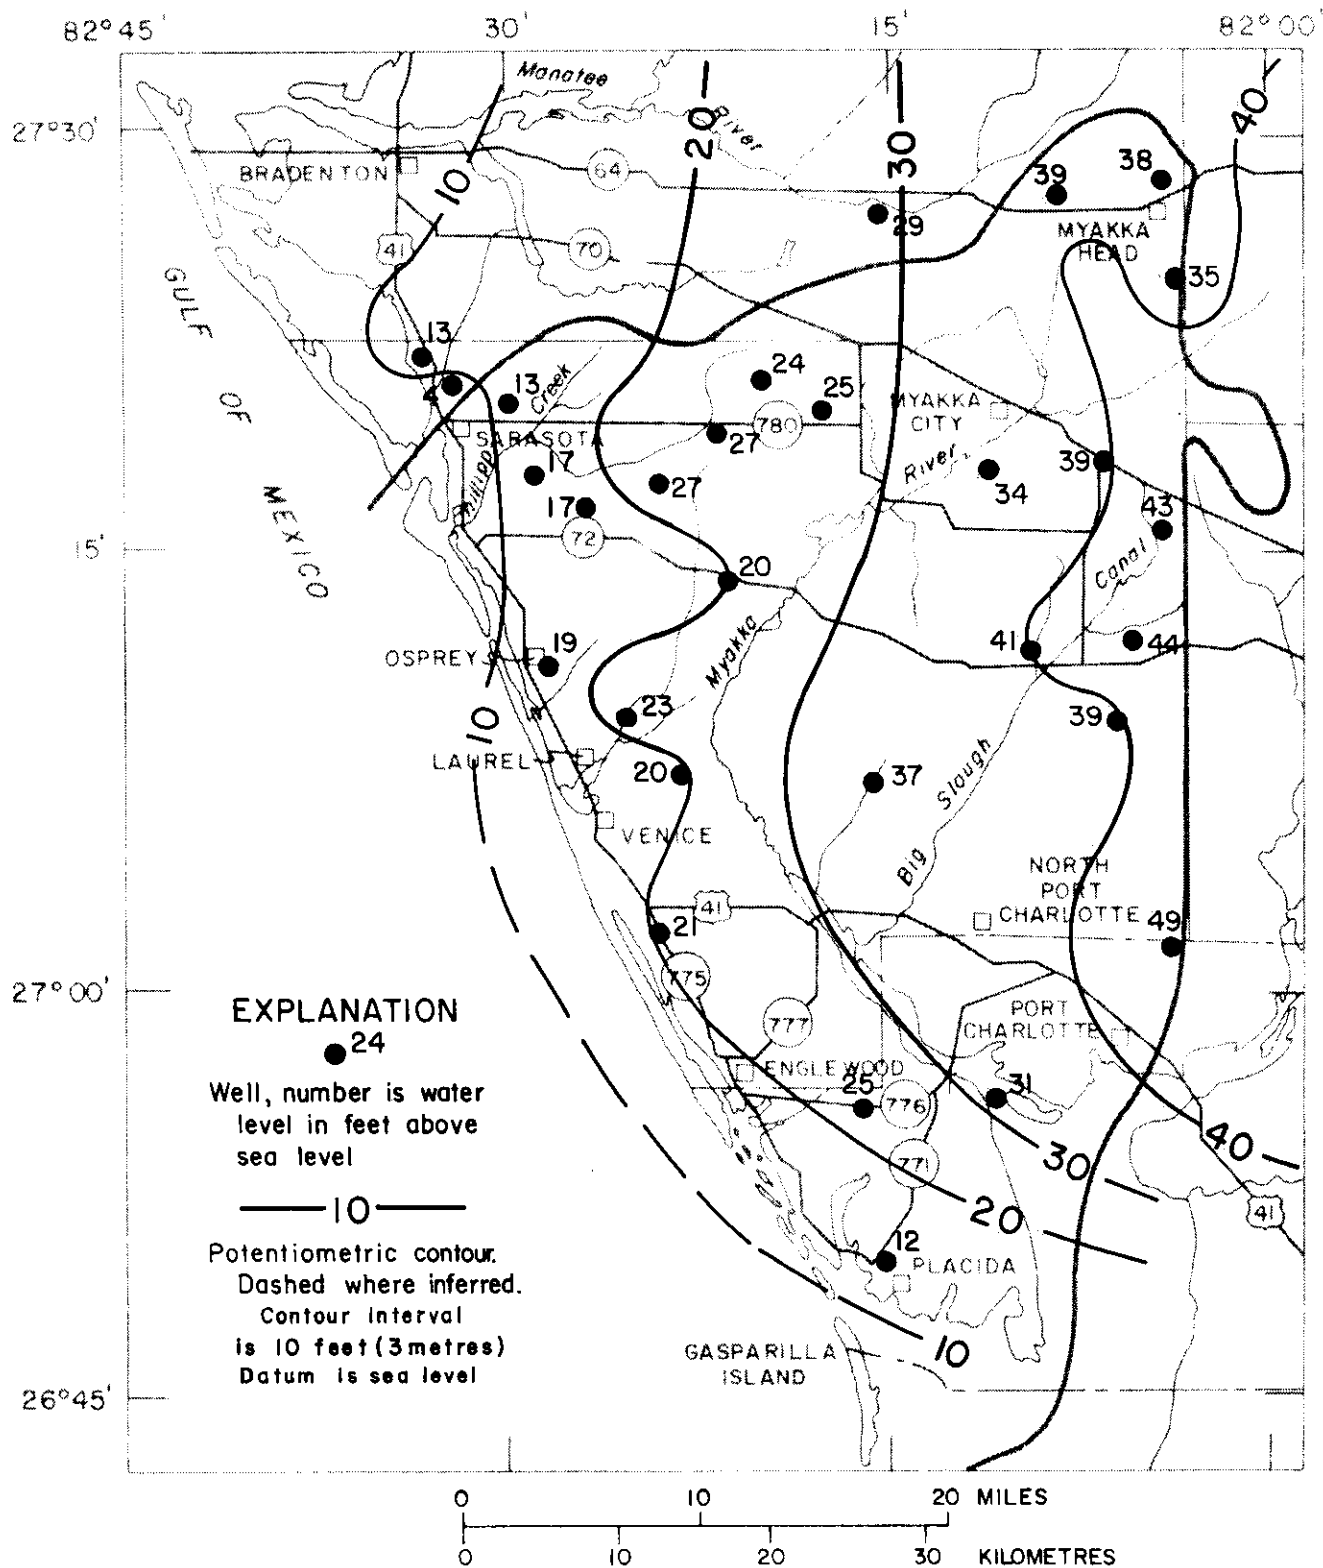 82°45' 30' 15' 82°00'
Manatee
River
27°30'
BRADENTON
64
10
20
30
40
39
38
29
MYAKKA
HEAD
41
70
35
GULF
OF
MEXICO
13
4
13
Creek
24
25
MYAKKA
CITY
780
SARASOTA
27
River
17
Phillippi
27
34
39
17
43
72
15'
20
Canal
Myakka
41
44
OSPREY
19
23
39
10
LAUREL
20
37
Slough
VENICE
Big
NORTH
PORT
CHARLOTTE
41
21
49
775
27°00'
EXPLANATION
24
777
PORT
CHARLOTTE
Well, number is water
level in feet above
sea level
ENGLEWOOD
25
776
31
40
30
771
20
41
10
12
PLACIDA
Potentiometric contour.
Dashed where inferred.
Contour interval
is 10 feet (3 metres)
Datum is sea level
10
GASPARILLA
ISLAND
26°45'
0 10 20 MILES
0 10 20 30 KILOMETRES